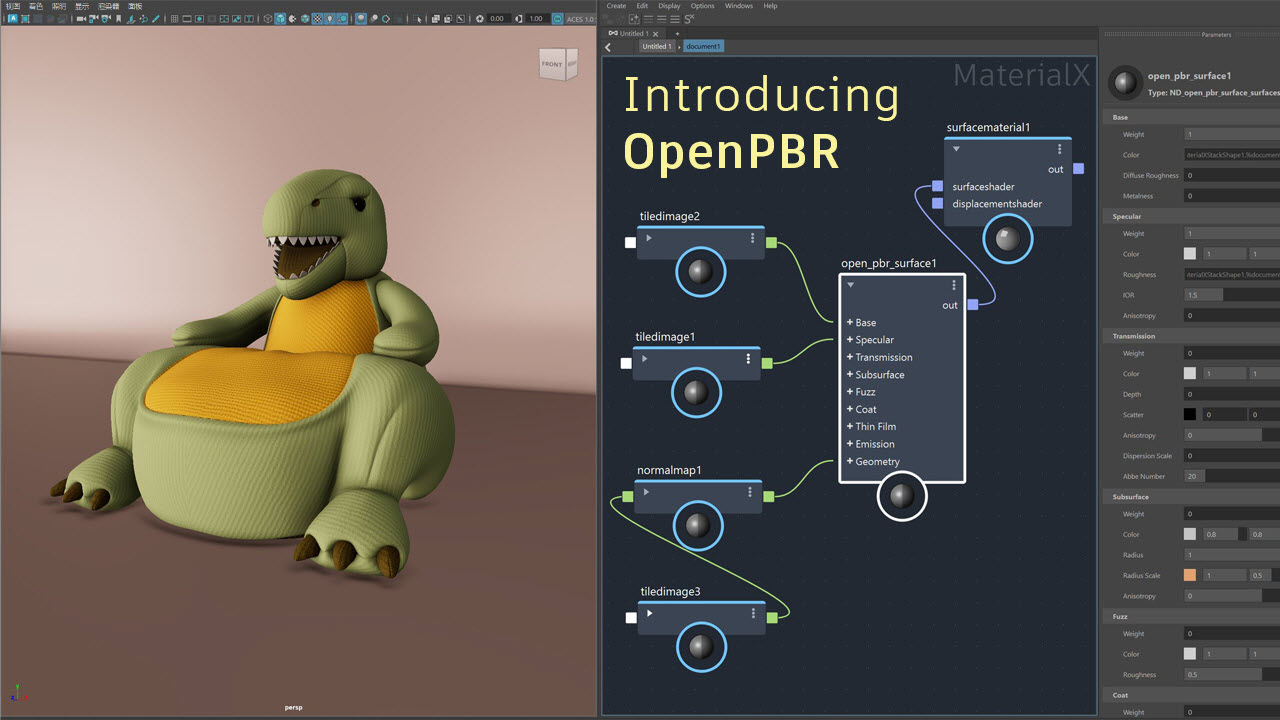 视图 着色 照明 显示 渲染器 面板
0.00 1.00 ACES 1.0
FRONT
persp
Create Edit Options Display Options Windows Help
Untitled 1
+
Untitled 1 document1
MaterialX
Introducing
OpenPBR
surfacematerial1
out
surfaceshader
displacementshader
tiledimage2
open_pbr_surface1
out
Base
Specular
Transmission
Subsurface
Fuzz
Coat
Thin Film
Emission
Geometry
tiledimage1
normalmap1
tiledimage3
Parameters
open_pbr_surface1
Type: ND_open_pbr_surface_surfaces
Base
Weight 1
Color terialXStackShape1,%documen
Diffuse Roughness 0
Metalness 0
Specular
Weight 1
Color 1 1
Roughness terialXStackShape1,%documen
IOR 1.5
Anisotropy 0
Transmission
Weight 0
Color 1 1
Depth 0
Scatter 0 0
Anisotropy 0
Dispersion Scale 0
Abbe Number 20
Subsurface
Weight 0
Color 0.8 0.8
Radius 1
Radius Scale 1 0.5
Anisotropy 0
Fuzz
Weight 0
Color 1 1
Roughness 0.5
Coat
Weight 0